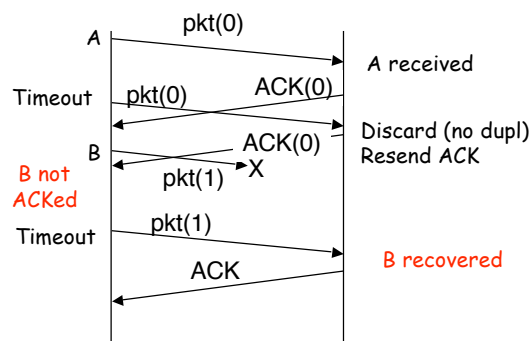 pkt(0)
A
A received
ACK(0)
Timeout
pkt(0)
Discard (no dupl)
Resend ACK
ACK(0)
B
X
pkt(1)
B not
ACKed
pkt(1)
Timeout
B recovered
ACK